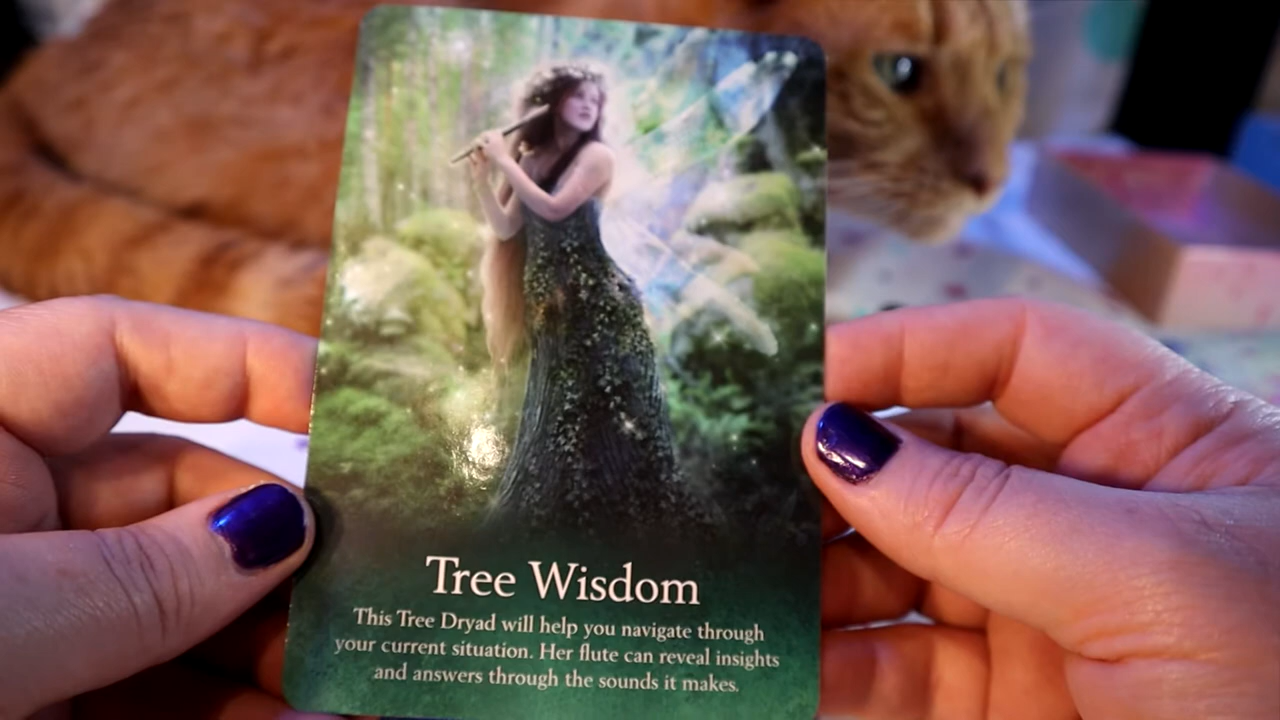 Tree Wisdom
This Tree Dryad will help you navigate through
your current situation. Her flute can reveal insights
and answers through the sounds it makes.